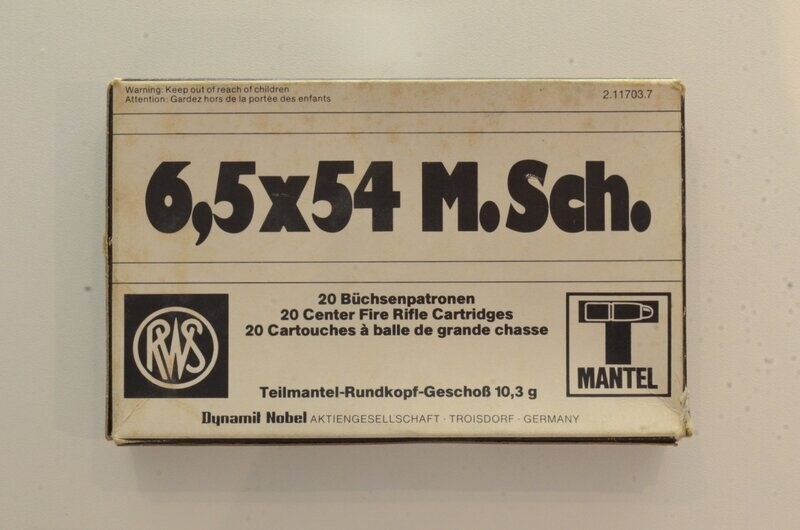 Warning: Keep out of reach of children
Attention: Gardez hors de la portée des enfants
2.11703.7
6,5x54 M.Sch.
RWS
20 Büchsenpatronen
20 Center Fire Rifle Cartridges
20 Cartouches à balle de grande chasse
T
MANTEL
Teilmantel-Rundkopf-Geschoß 10,3 g
Dynamit Nobel AKTIENGESELLSCHAFT · TROISDORF · GERMANY